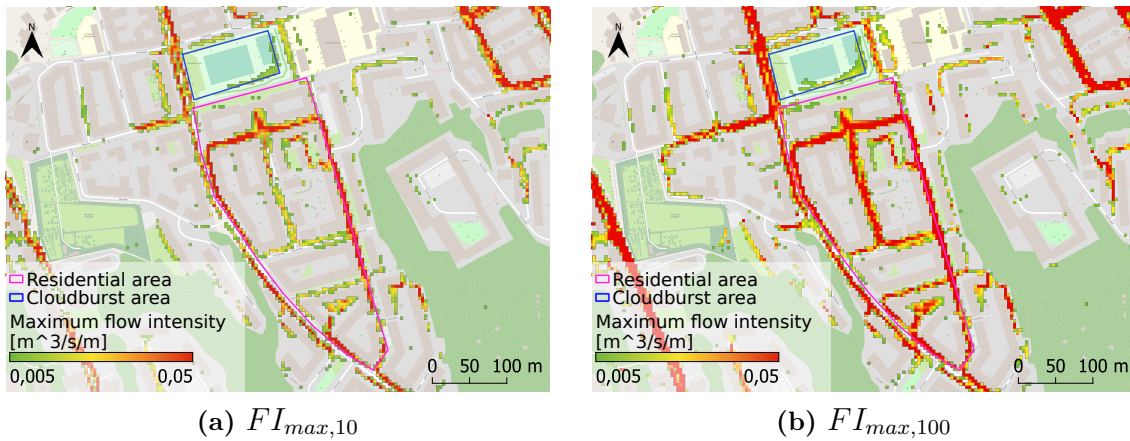 N
Residential area
Cloudburst area
Maximum flow intensity
[m^3/s/m]
0,005
0,05
0 50 100 m
(a) FI_{max,10}
N
Residential area
Cloudburst area
Maximum flow intensity
[m^3/s/m]
0,005
0,05
0 50 100 m
(b) FI_{max,100}